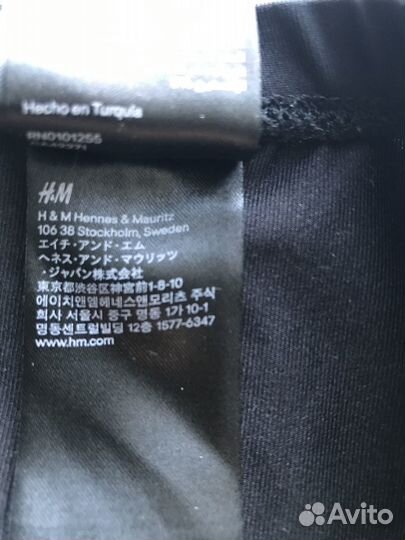 Hecho en Turquía
RN0101255
H&M
H & M Hennes & Mauritz
106 38 Stockholm, Sweden
エイチ・アンド・エム
ヘネス・アンド・マウリッツ
・ジャパン株式会社
東京都渋谷区神宮前1-8-10
에이치앤엠헤네스앤모리츠 주식
회사 서울시 중구 명동 1가 10-1
명동센트럴빌딩 12층 1577-6347
www.hm.com
Avito